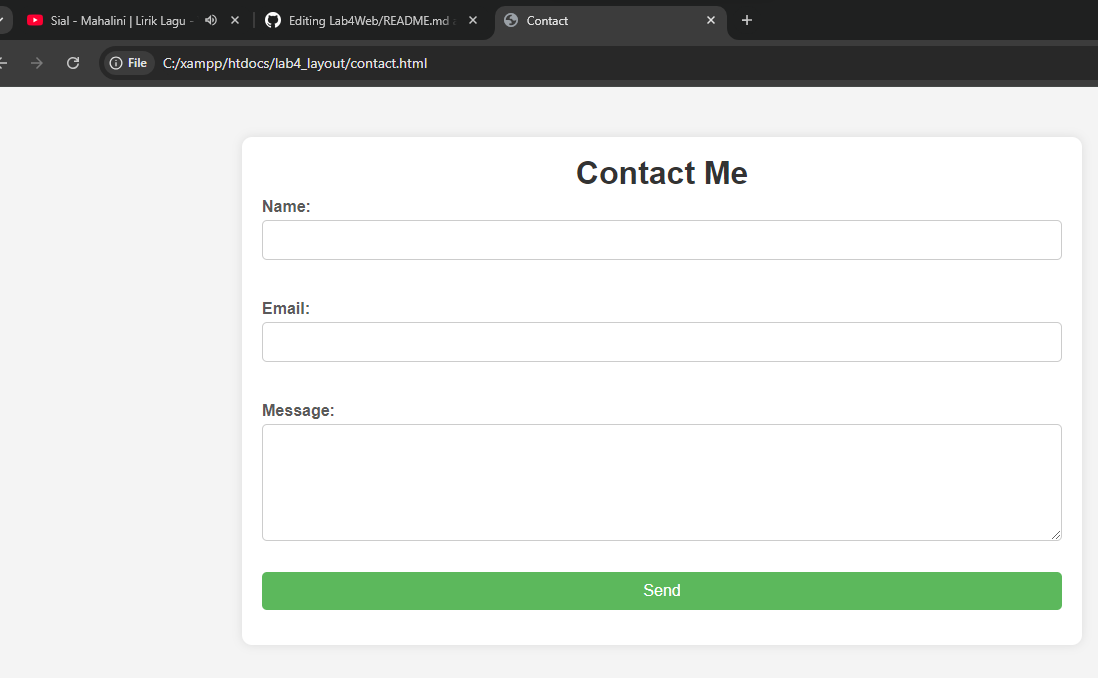 Sial - Mahalini | Lirik Lagu -
Editing Lab4Web/README.md
Contact
File
C:/xampp/htdocs/lab4_layout/contact.html
Contact Me
Name:
Email:
Message:
Send